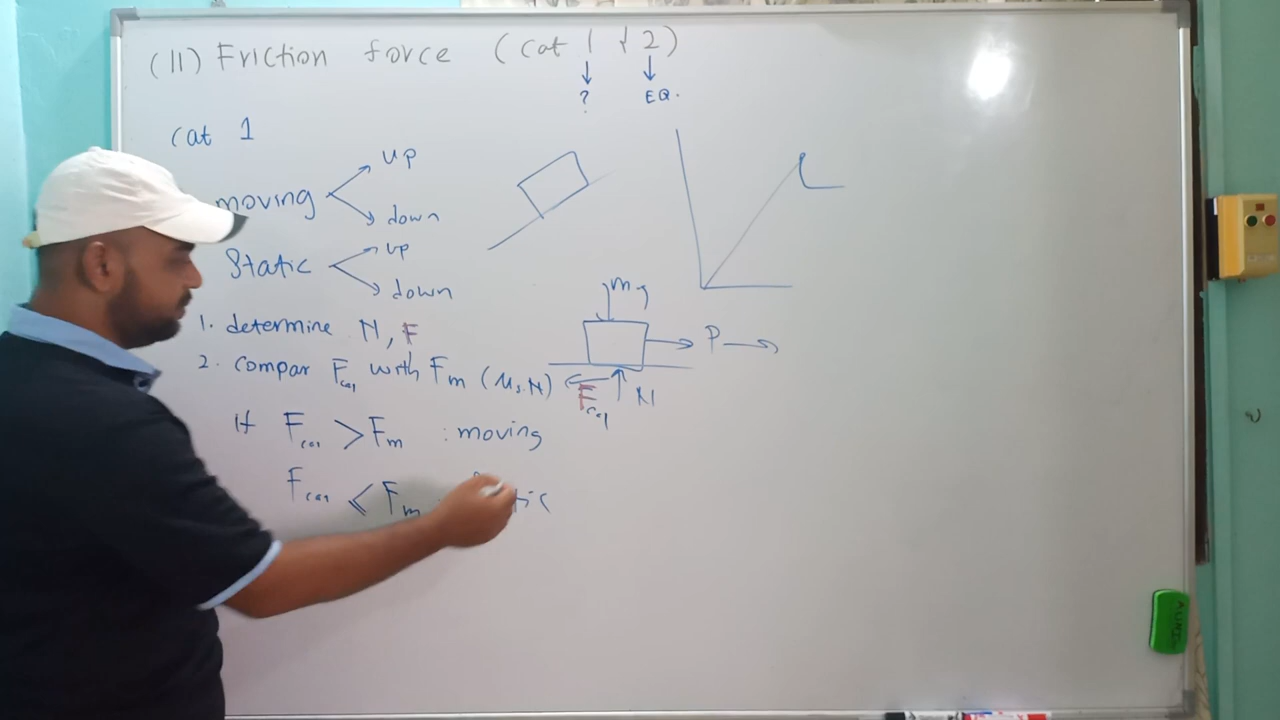 (11) Friction force (cat 1 & 2)
? EQ.
cat 1
moving up
down
Static up
down
1. determine N, F
2. compar Fcal with Fm (Us.N)
If Fcal > Fm : moving
Fcal < Fm :
mg
P
Fcal N